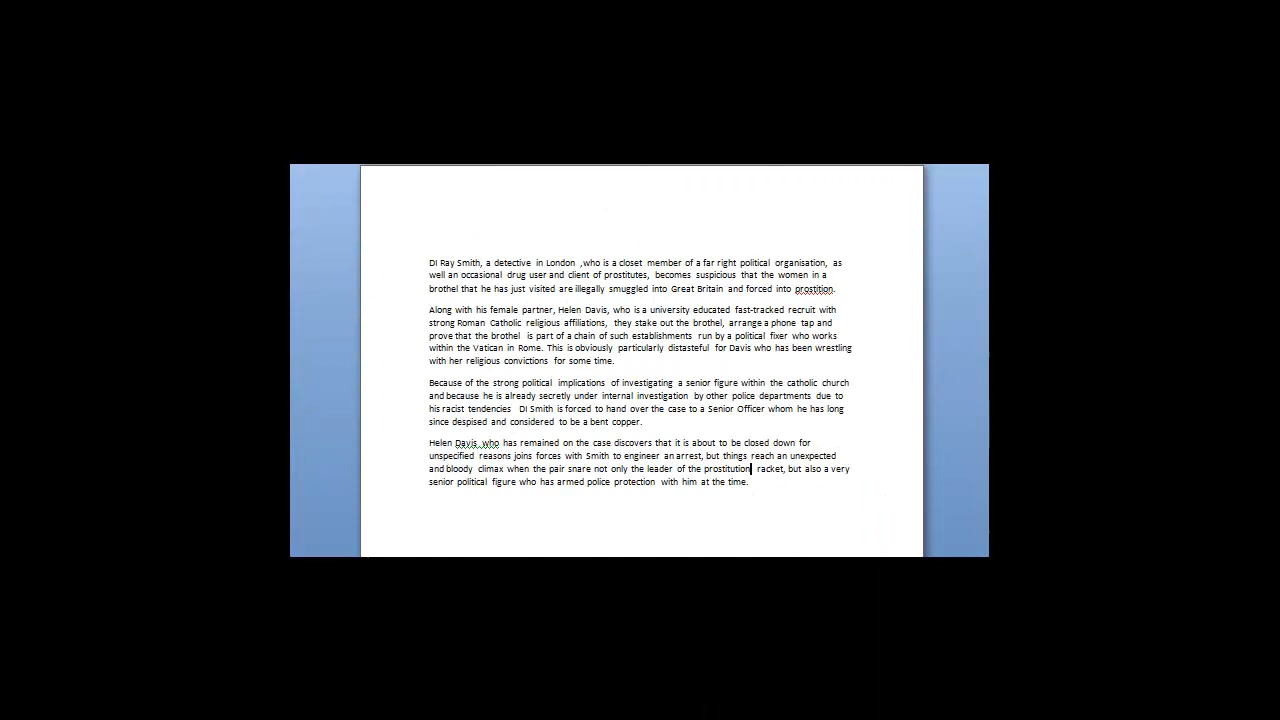 DI Ray Smith, a detective in London ,who is a closet member of a far right political organisation, as
well an occasional drug user and client of prostitutes, becomes suspicious that the women in a
brothel that he has just visited are illegally smuggled into Great Britain and forced into prostition.
Along with his female partner, Helen Davis, who is a university educated fast-tracked recruit with
strong Roman Catholic religious affiliations, they stake out the brothel, arrange a phone tap and
prove that the brothel is part of a chain of such establishments run by a political fixer who works
within the Vatican in Rome. This is obviously particularly distasteful for Davis who has been wrestling
with her religious convictions for some time.
Because of the strong political implications of investigating a senior figure within the catholic church
and because he is already secretly under internal investigation by other police departments due to
his racist tendencies DI Smith is forced to hand over the case to a Senior Officer whom he has long
since despised and considered to be a bent copper.
Helen Davis, who has remained on the case discovers that it is about to be closed down for
unspecified reasons joins forces with Smith to engineer an arrest, but things reach an unexpected
and bloody climax when the pair snare not only the leader of the prostitution racket, but also a very
senior political figure who has armed police protection with him at the time.